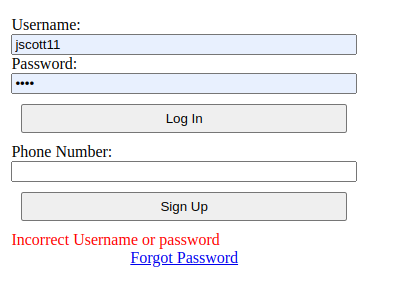 Username:
jscott11
Password:
••••
Log In
Phone Number:
Sign Up
Incorrect Username or password
Forgot Password